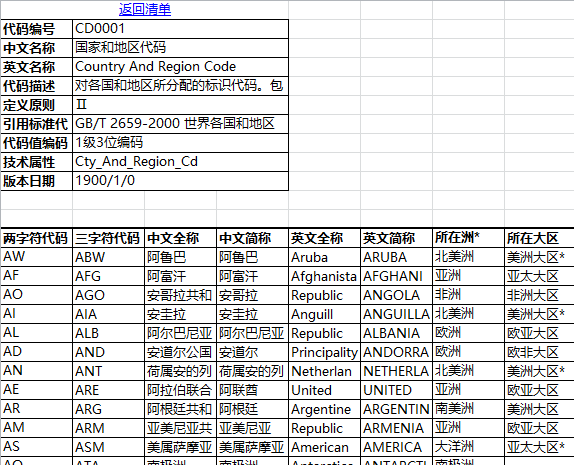 返回清单
代码编号 CD0001
中文名称 国家和地区代码
英文名称 Country And Region Code
代码描述 对各国和地区所分配的标识代码。包
定义原则 Ⅱ
引用标准代 GB/T 2659-2000 世界各国和地区
代码值编码 1级3位编码
技术属性 Cty_And_Region_Cd
版本日期 1900/1/0
两字符代码 三字符代码 中文全称 中文简称 英文全称 英文简称 所在洲* 所在大区
AW ABW 阿鲁巴 阿鲁巴 Aruba ARUBA 北美洲 美洲大区*
AF AFG 阿富汗 阿富汗 Afghanista AFGHANI 亚洲 亚太大区
AO AGO 安哥拉共和 安哥拉 Republic ANGOLA 非洲 非洲大区
AI AIA 安圭拉 安圭拉 Anguill ANGUILLA 北美洲 美洲大区*
AL ALB 阿尔巴尼亚 阿尔巴尼亚 Republic ALBANIA 欧洲 欧亚大区
AD AND 安道尔公国 安道尔 Principality ANDORRA 欧洲 欧非大区
AN ANT 荷属安的列 荷属安的列 Netherlan NETHERLA 北美洲 美洲大区*
AE ARE 阿拉伯联合 阿联酋 United UNITED 亚洲 欧亚大区
AR ARG 阿根廷共和 阿根廷 Argentine ARGENTIN 南美洲 美洲大区
AM ARM 亚美尼亚共 亚美尼亚 Republic ARMENIA 亚洲 欧亚大区
AS ASM 美属萨摩亚 美属萨摩亚 American AMERICA 大洋洲 亚太大区*